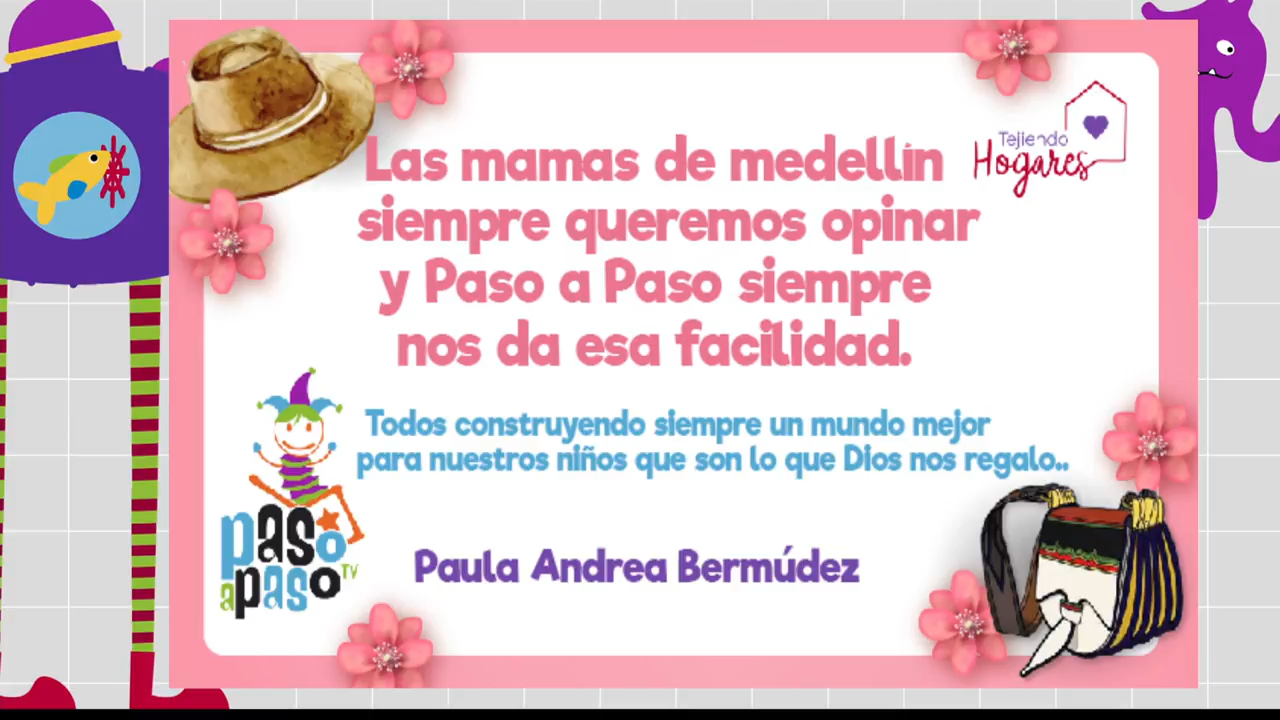 Tejiendo
Hogares
Las mamas de medellín
siempre queremos opinar
y Paso a Paso siempre
nos da esa facilidad.
Todos construyendo siempre un mundo mejor
para nuestros niños que son lo que Dios nos regalo..
paso
a paso TV
Paula Andrea Bermúdez